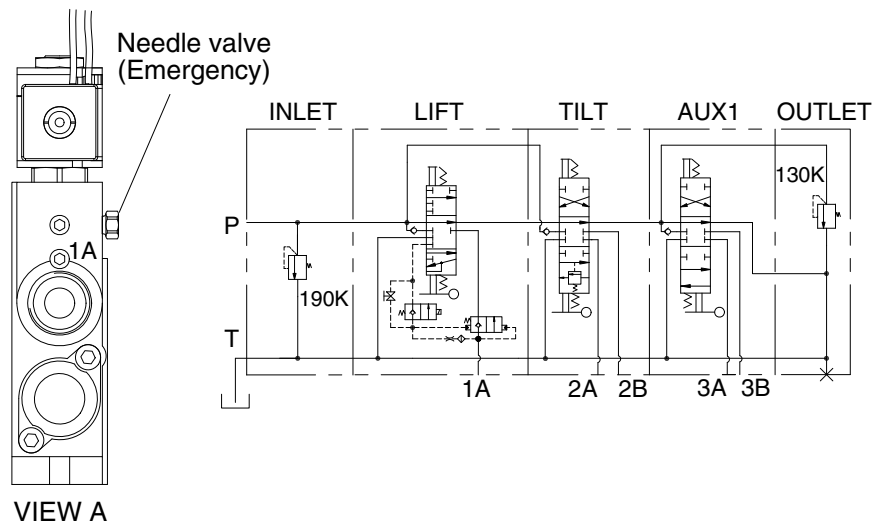 Needle valve
(Emergency)
1A
VIEW A
INLET LIFT TILT AUX1 OUTLET
130K
P
190K
T
1A 2A 2B 3A 3B